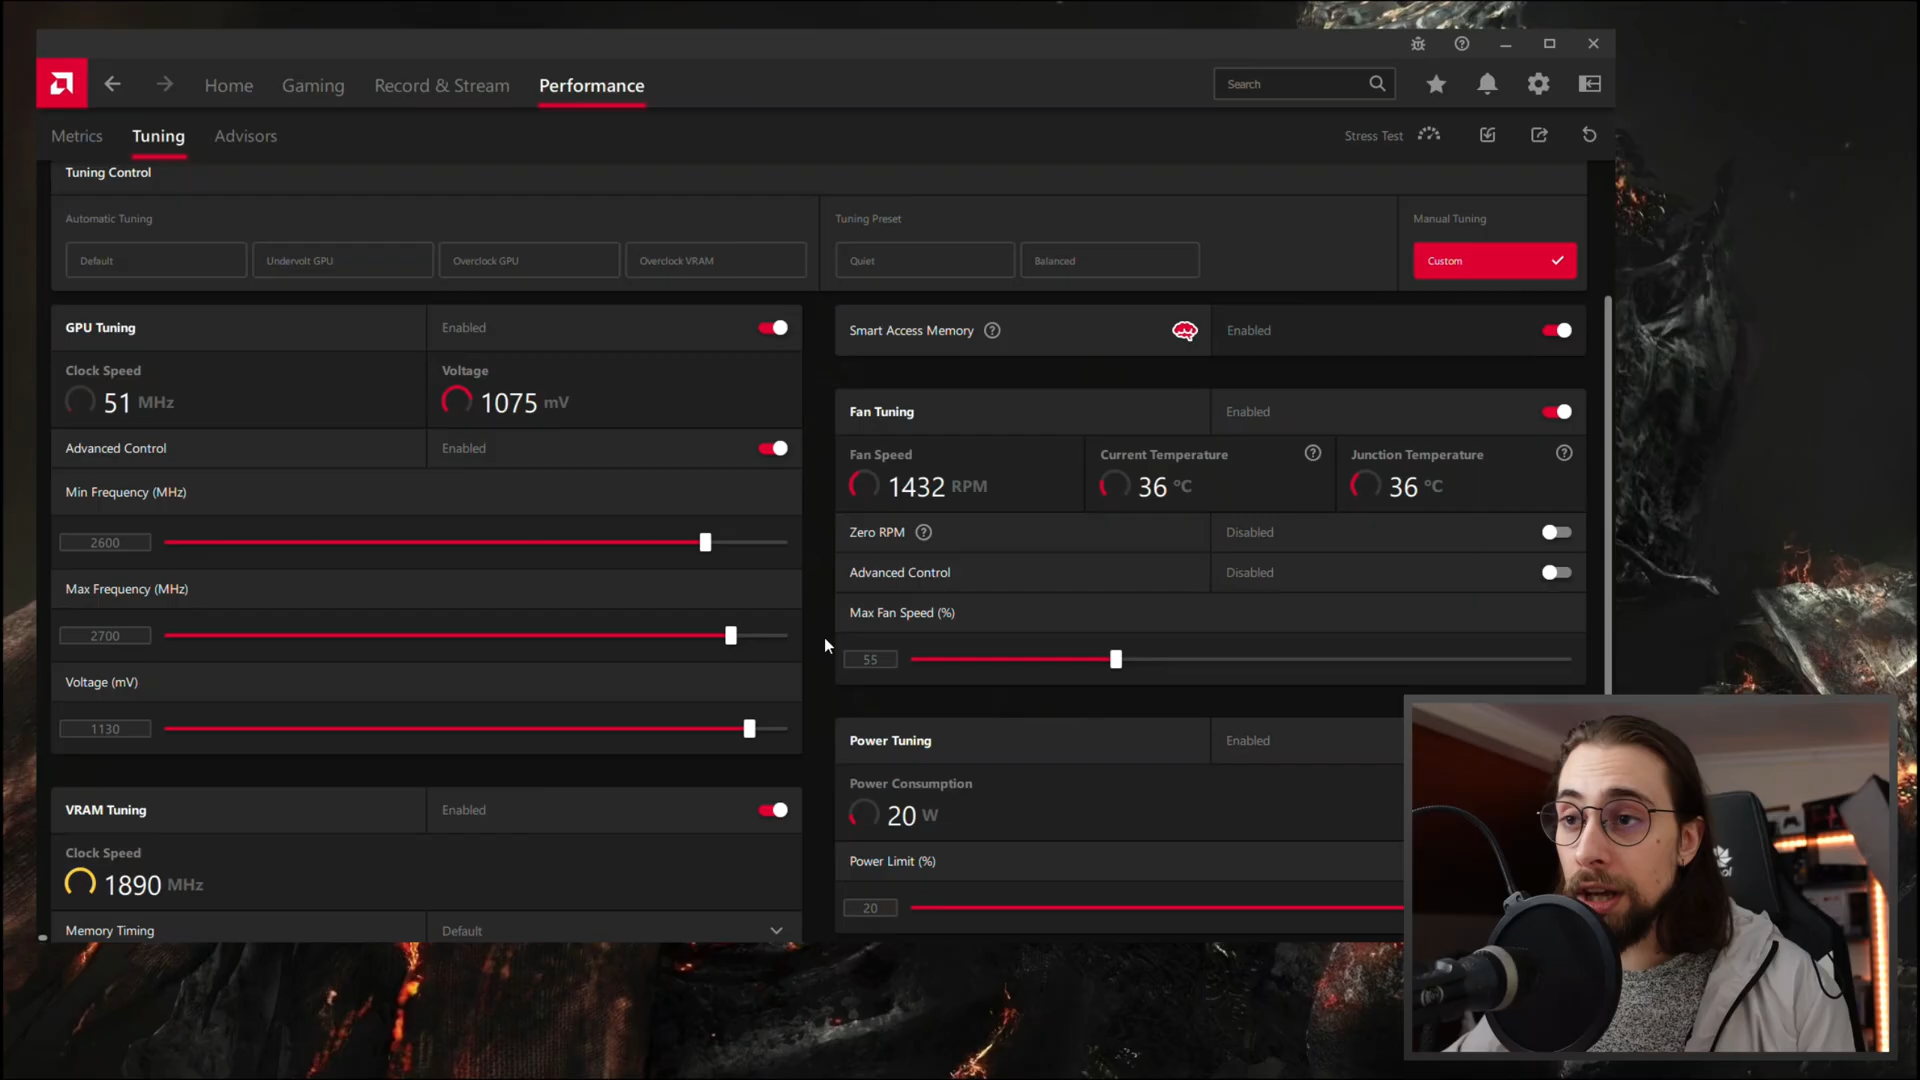 Home Gaming Record & Stream Performance Search
Metrics Tuning Advisors Stress Test
Tuning Control
Automatic Tuning Tuning Preset Manual Tuning
Default Undervolt GPU Overclock GPU Overclock VRAM Quiet Balanced Custom
GPU Tuning Enabled
Clock Speed Voltage
51 MHz 1075 mV
Advanced Control Enabled
Min Frequency (MHz)
2600
Max Frequency (MHz)
2700
Voltage (mV)
1130
VRAM Tuning Enabled
Clock Speed
1890 MHz
Memory Timing Default
Smart Access Memory Enabled
Fan Tuning Enabled
Fan Speed Current Temperature Junction Temperature
1432 RPM 36 °C 36 °C
Zero RPM Disabled
Advanced Control Disabled
Max Fan Speed (%)
55
Power Tuning Enabled
Power Consumption
20 W
Power Limit (%)
20